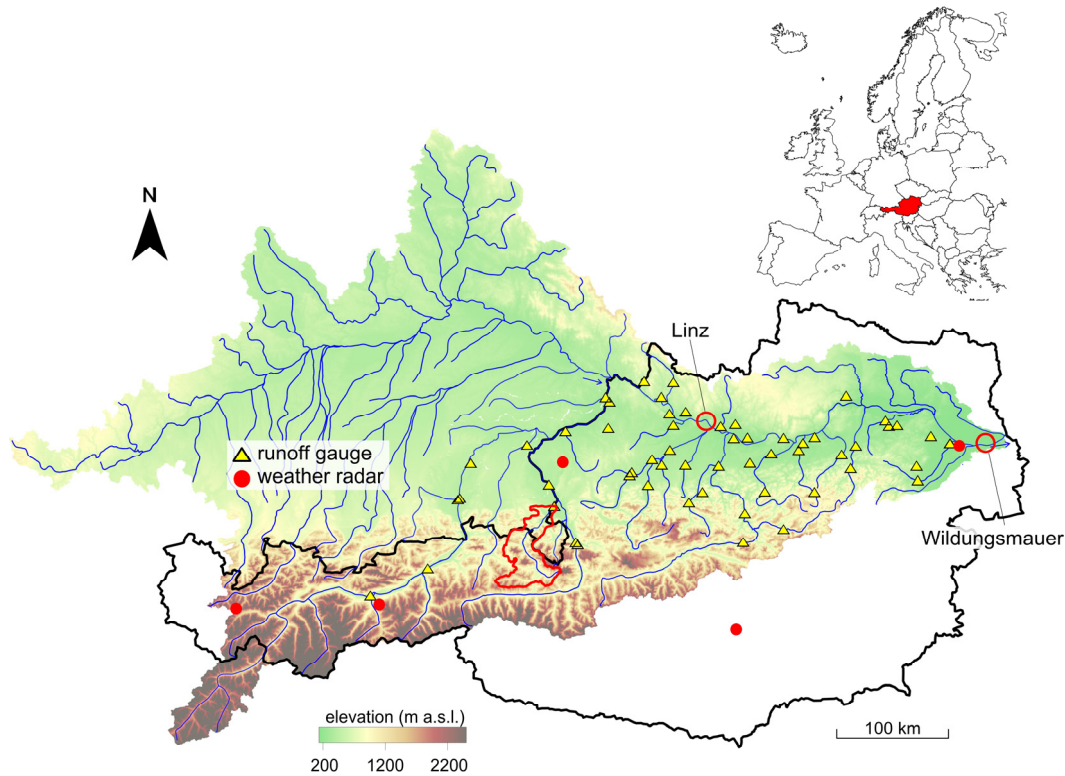 N
Linz
runoff gauge
weather radar
Wildungsmauer
elevation (m a.s.l.)
200 1200 2200
100 km